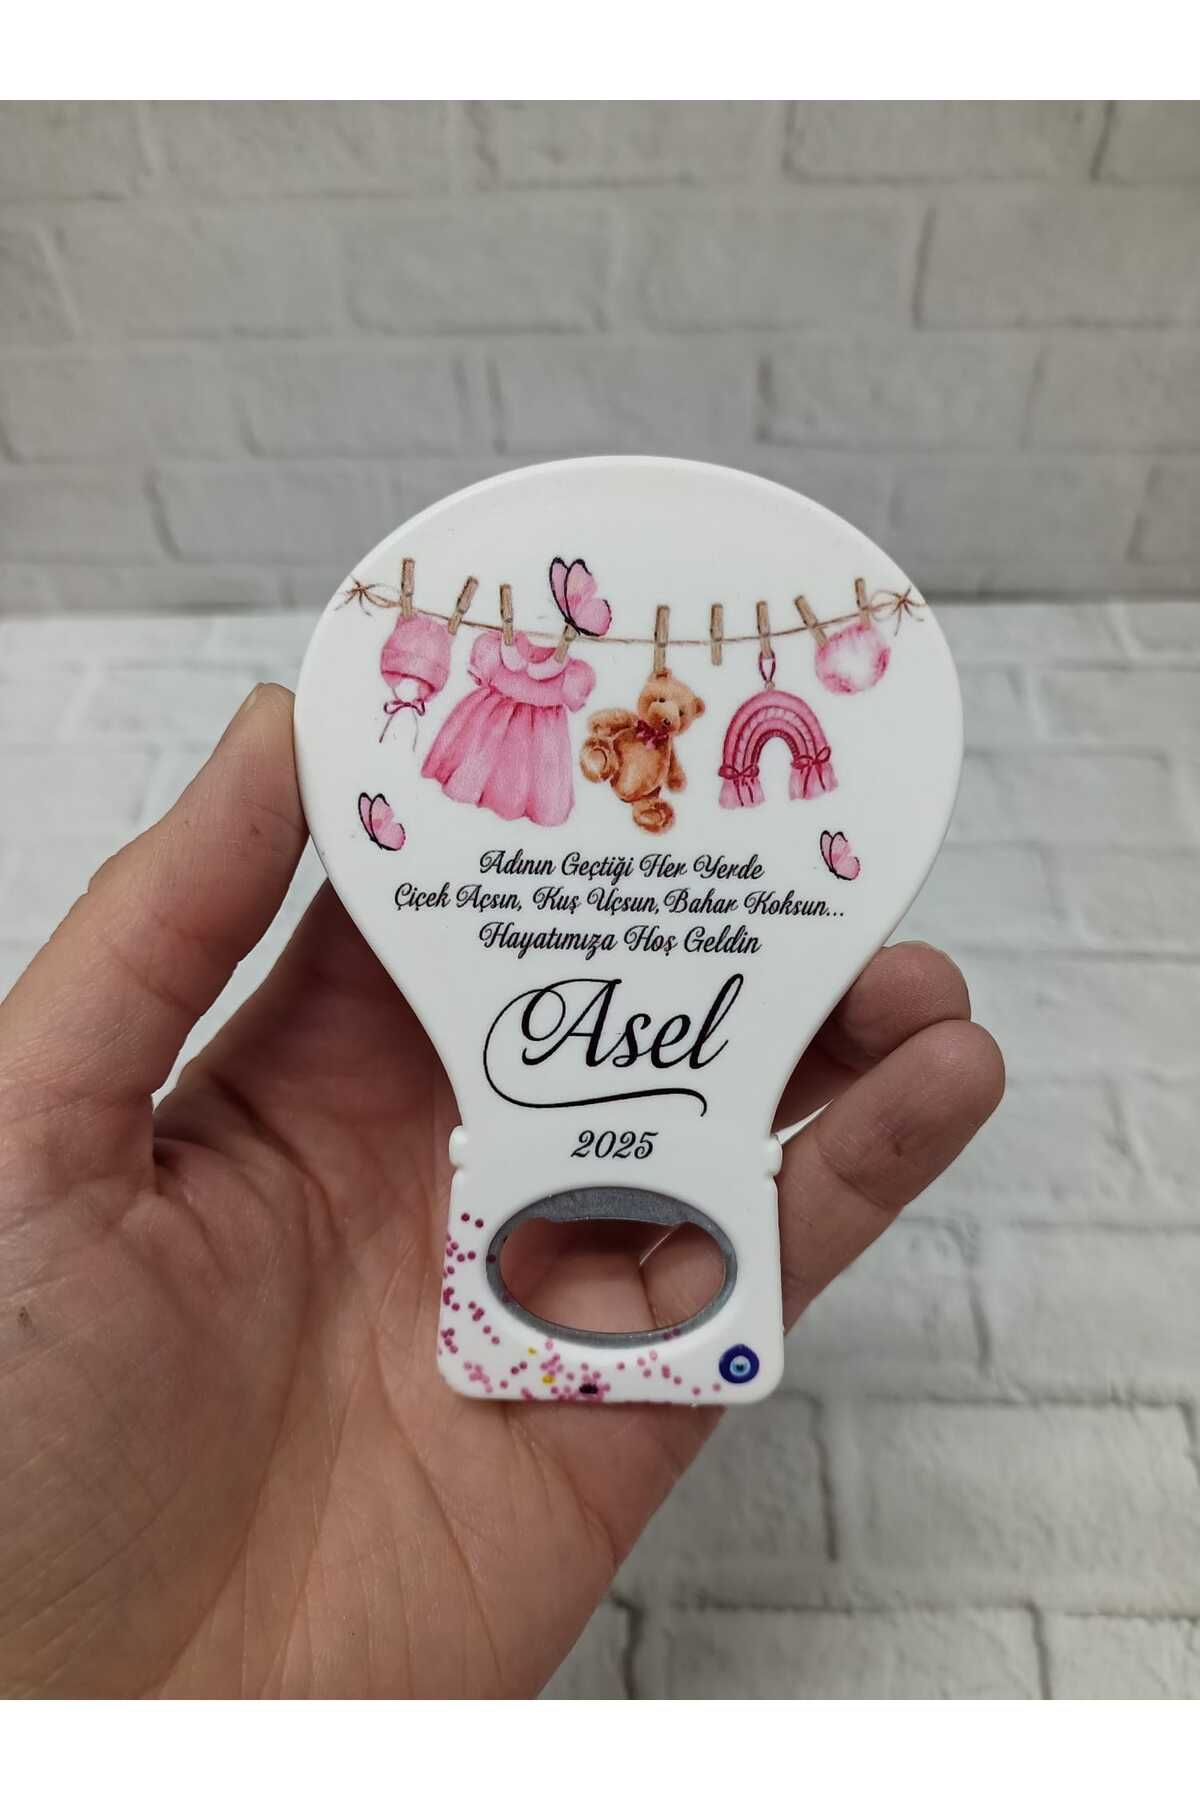 Adının Geçtiği Her Yerde
Çiçek Açsın, Kuş Uçsun, Bahar Koksun...
Hayatımıza Hoş Geldin
Asel
2025